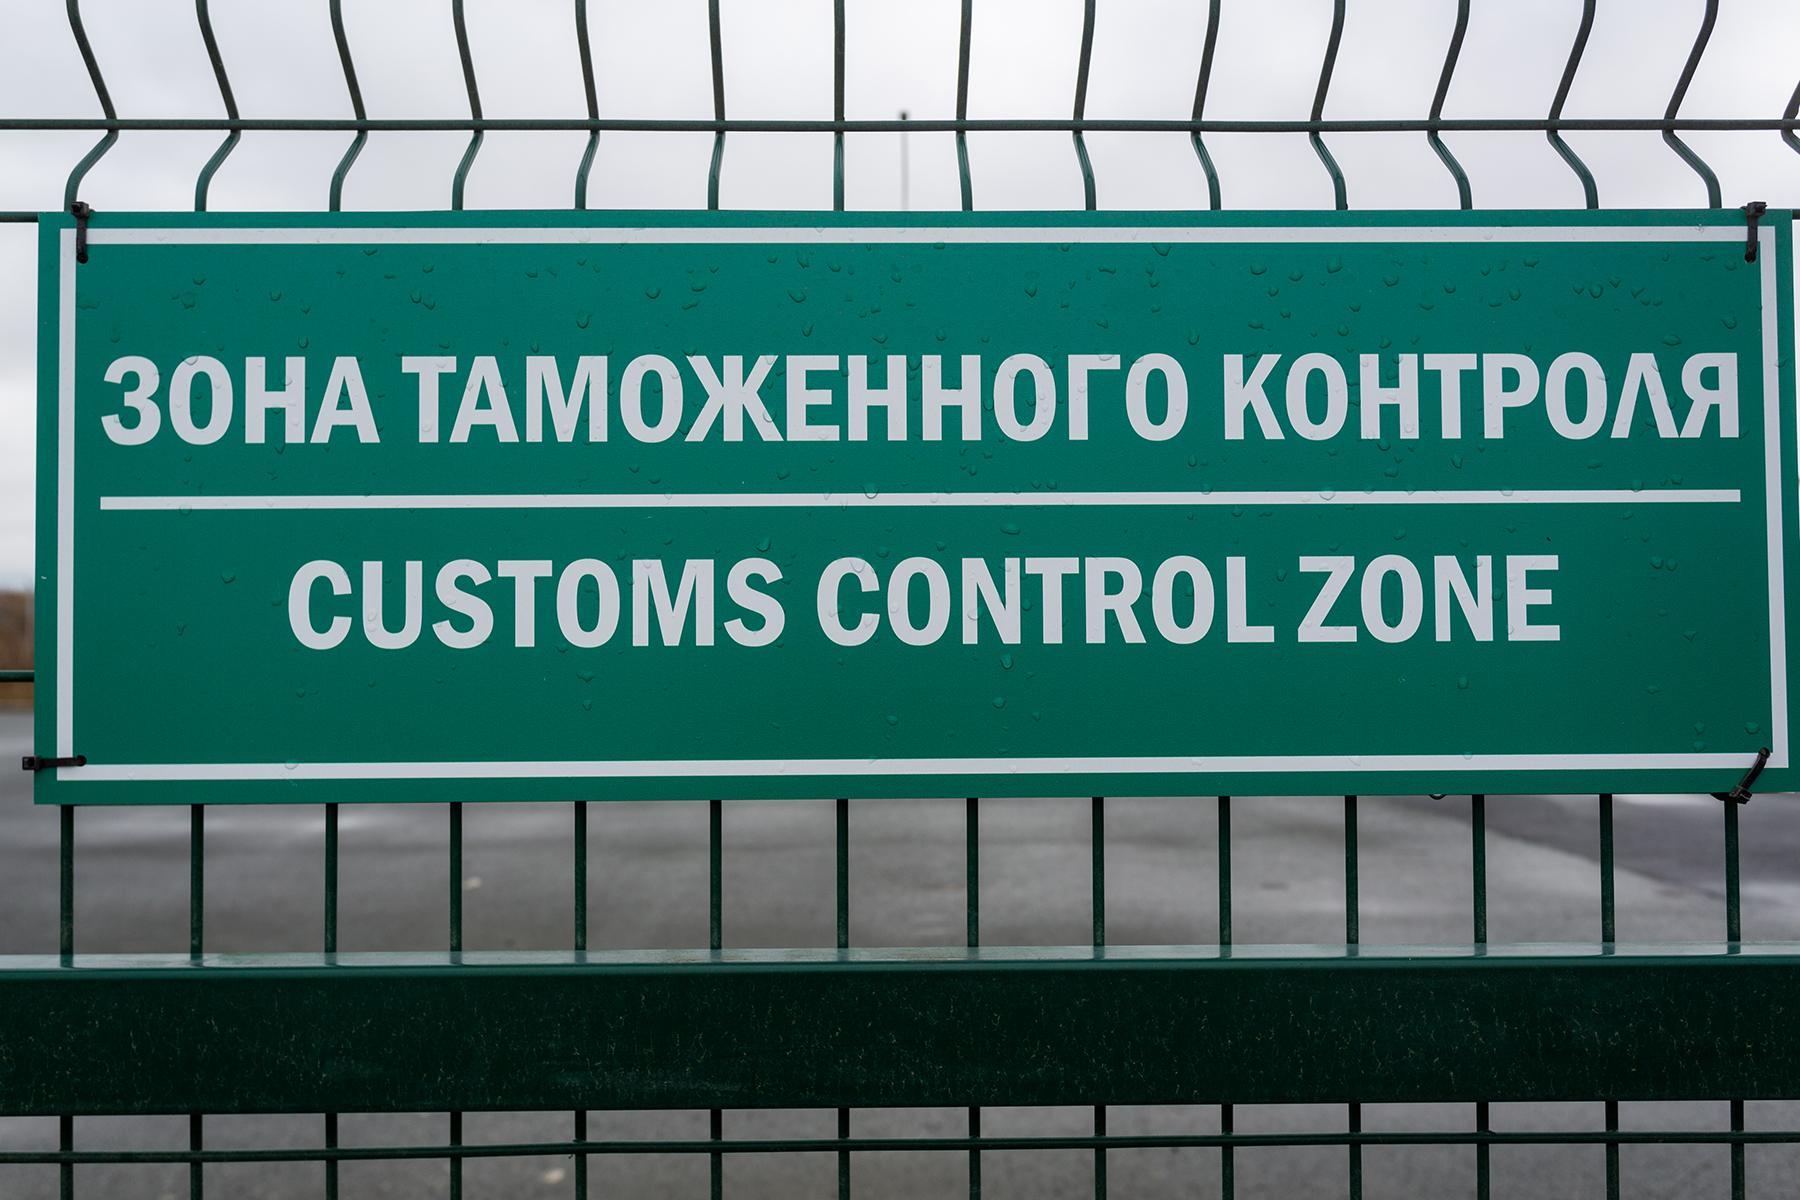 ЗОНА ТАМОЖЕННОГО КОНТРОЛЯ
CUSTOMS CONTROL ZONE